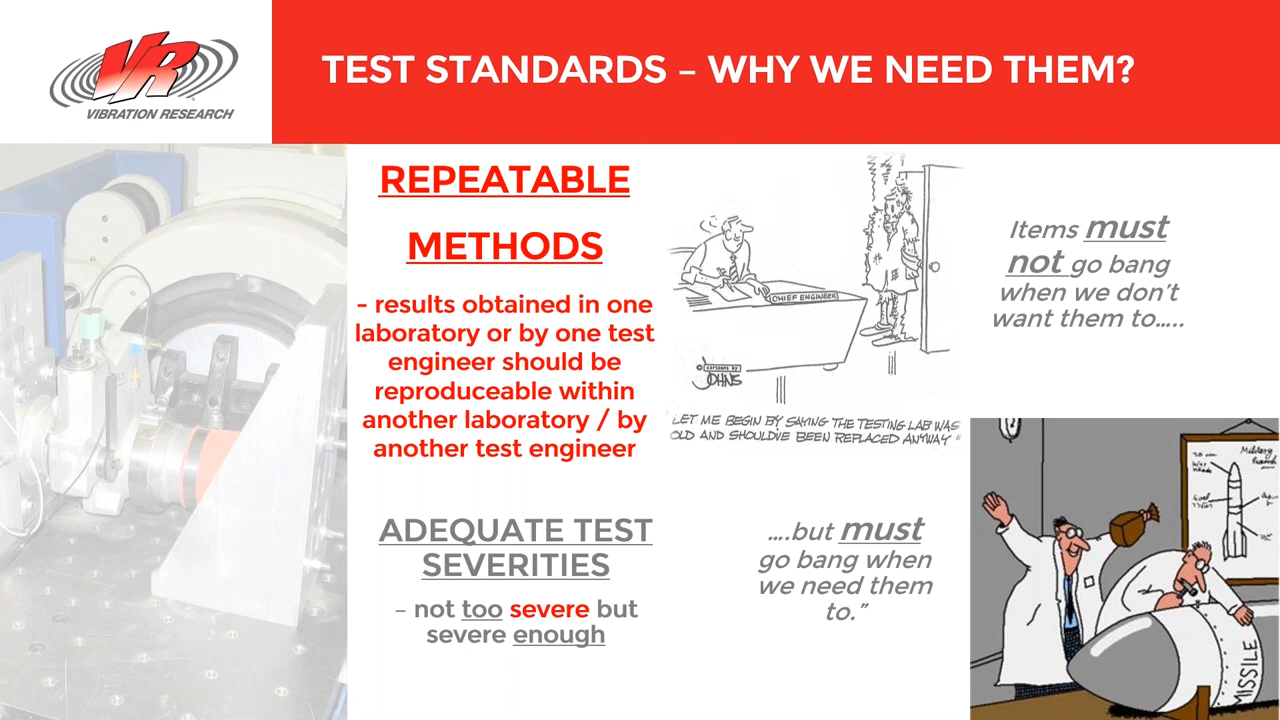 VR
VIBRATION RESEARCH
TEST STANDARDS – WHY WE NEED THEM?
REPEATABLE
METHODS
– results obtained in one
laboratory or by one test
engineer should be
reproduceable within
another laboratory / by
another test engineer
ADEQUATE TEST
SEVERITIES
– not too severe but
severe enough
CHIEF ENGINEER
cartoons by
JOHNS
LET ME BEGIN BY SAYING THE TESTING LAB WAS
OLD AND SHOULD'VE BEEN REPLACED ANYWAY "
Items must
not go bang
when we don't
want them to.....
....but must
go bang when
we need them
to."
Military
MISSILE